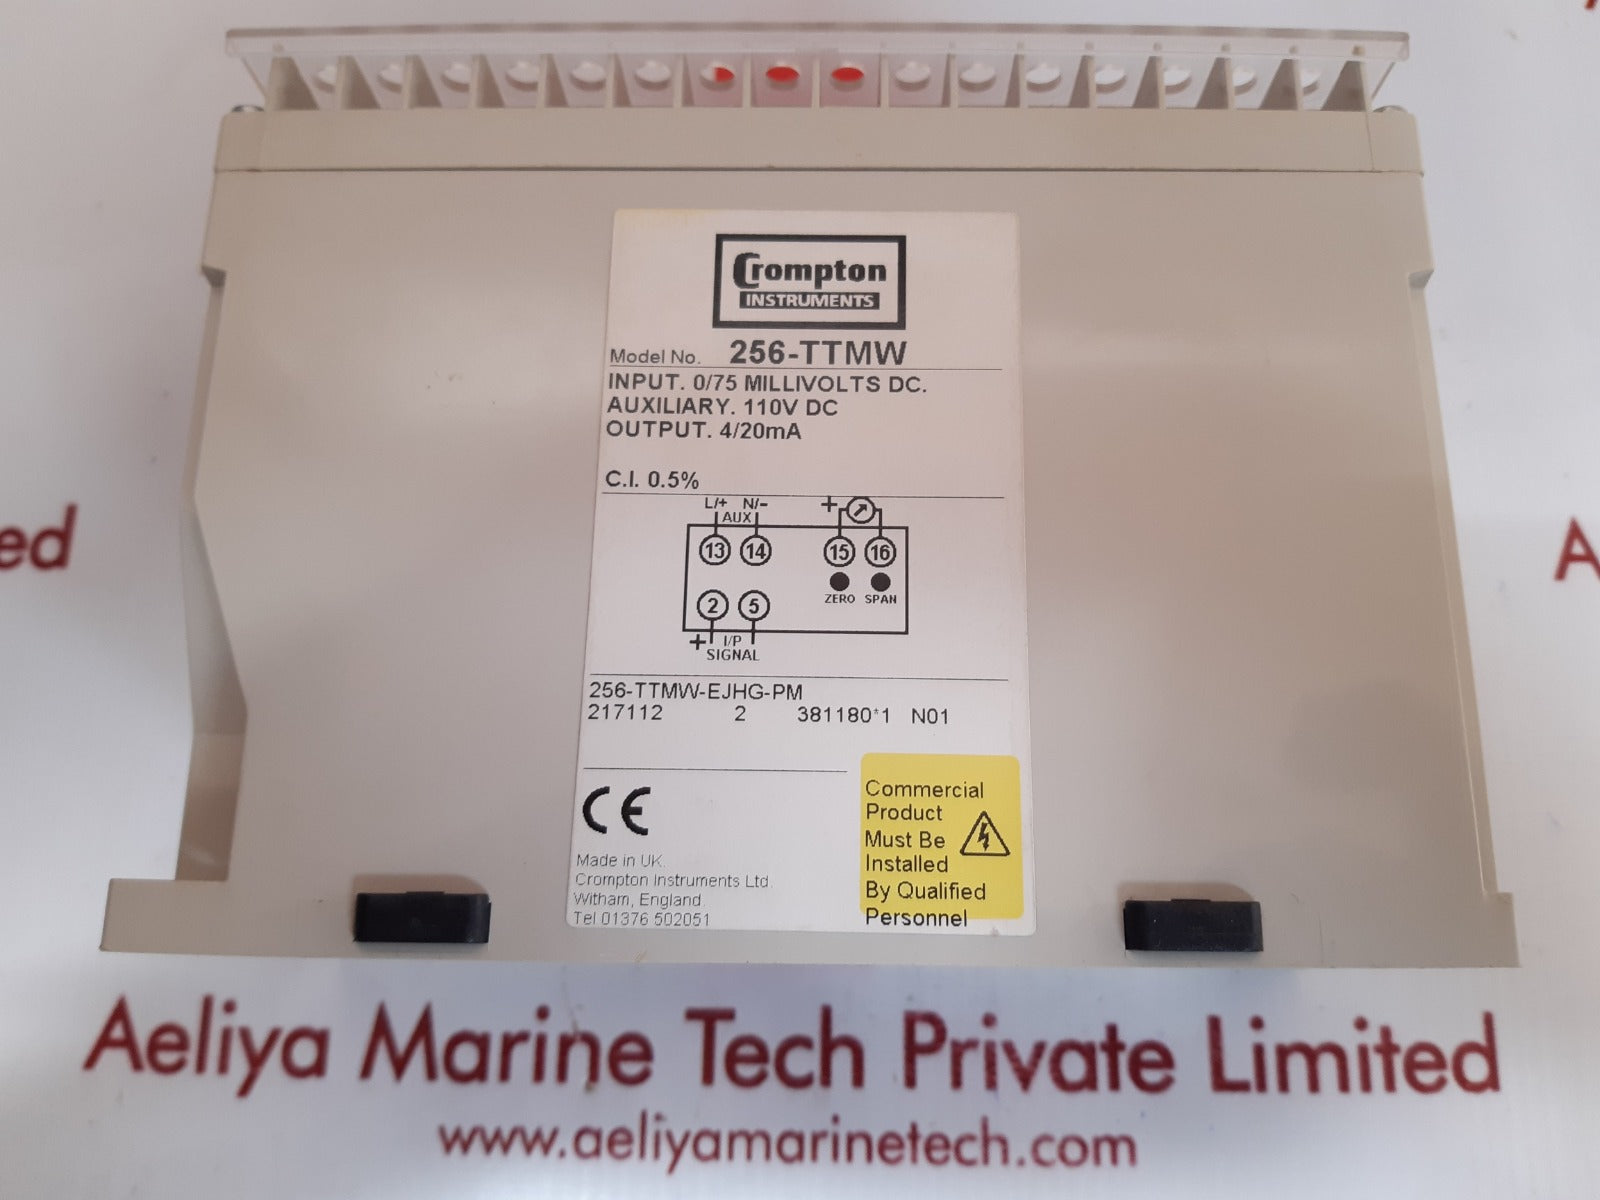 Crompton
INSTRUMENTS
Model No. 256-TTMW
INPUT. 0/75 MILLIVOLTS DC.
AUXILIARY. 110V DC
OUTPUT. 4/20mA
C.I. 0.5%
L/+ N/- +
AUX
13 14 15 16
ZERO SPAN
2 5
+ I/P
SIGNAL
256-TTMW-EJHG-PM
217112 2 381180*1 N01
CE
Made in UK.
Crompton Instruments Ltd.
Witham, England.
Tel 01376 502051
Commercial
Product
Must Be
Installed
By Qualified
Personnel
ed
A
Aeliya Marine Tech Private Limited
www.aeliyamarinetech.com